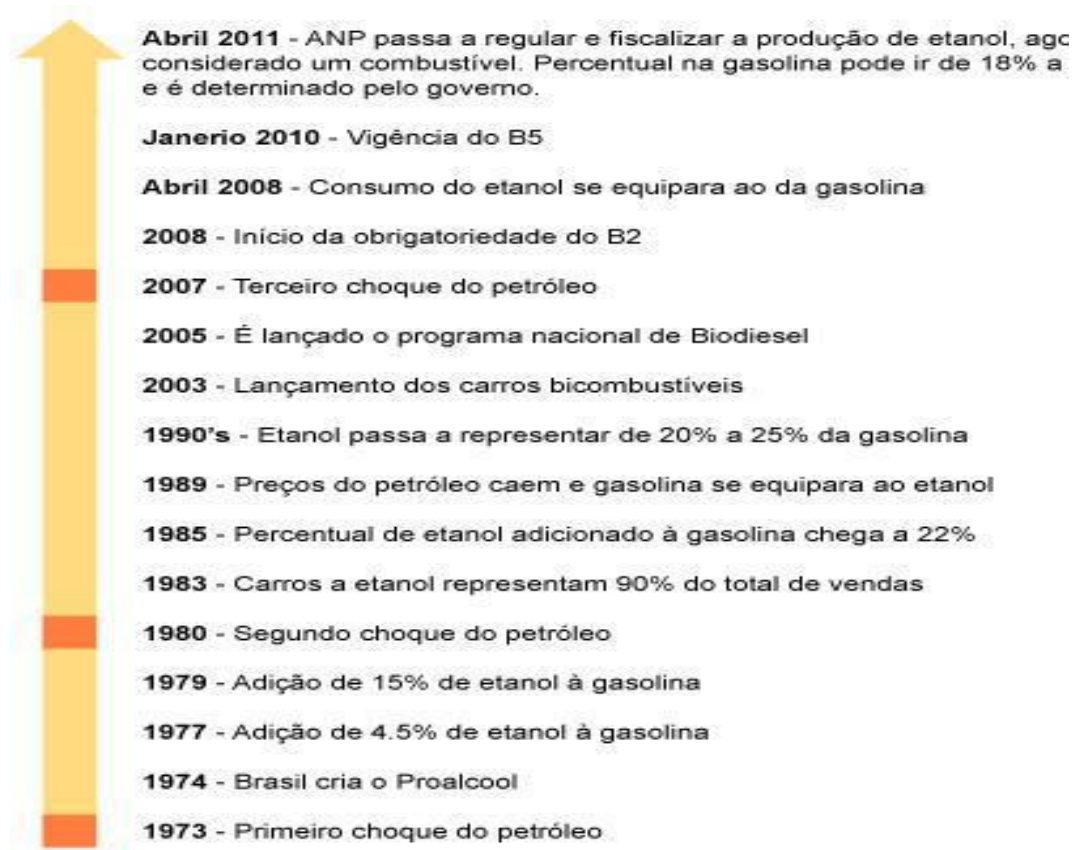 Abril 2011 - ANP passa a regular e fiscalizar a produção de etanol, ago
considerado um combustível. Percentual na gasolina pode ir de 18% a
e é determinado pelo governo.
Janerio 2010 - Vigência do B5
Abril 2008 - Consumo do etanol se equipara ao da gasolina
2008 - Início da obrigatoriedade do B2
2007 - Terceiro choque do petróleo
2005 - É lançado o programa nacional de Biodiesel
2003 - Lançamento dos carros bicombustíveis
1990's - Etanol passa a representar de 20% a 25% da gasolina
1989 - Preços do petróleo caem e gasolina se equipara ao etanol
1985 - Percentual de etanol adicionado à gasolina chega a 22%
1983 - Carros a etanol representam 90% do total de vendas
1980 - Segundo choque do petróleo
1979 - Adição de 15% de etanol à gasolina
1977 - Adição de 4.5% de etanol à gasolina
1974 - Brasil cria o Proalcool
1973 - Primeiro choque do petróleo